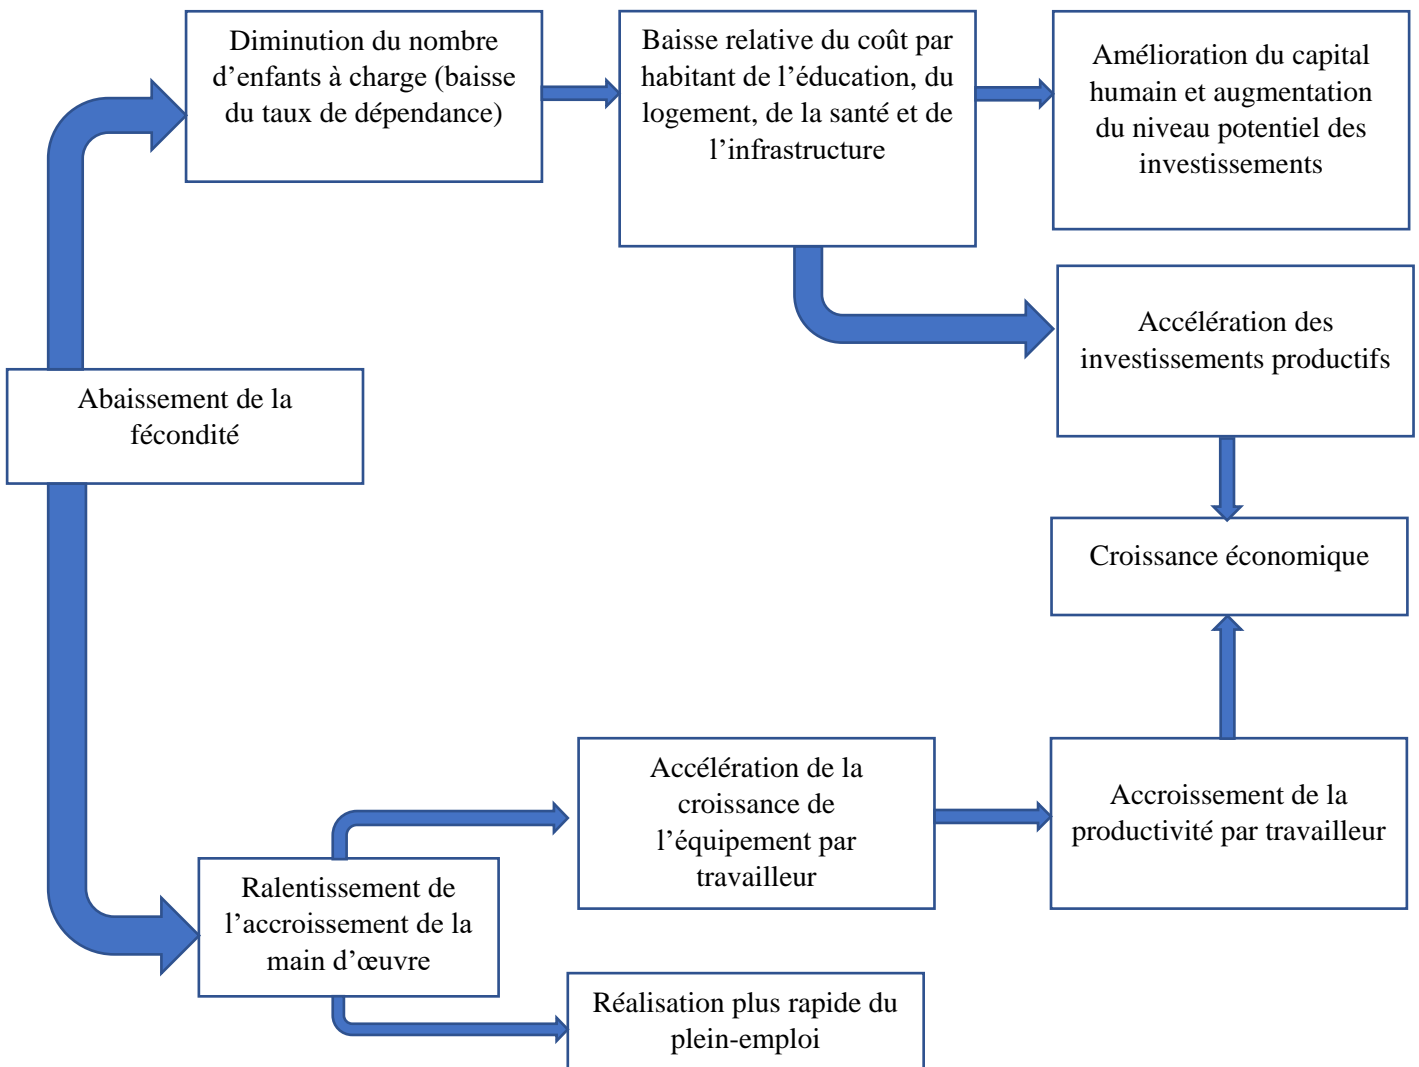 Diminution du nombre
d’enfants à charge (baisse
du taux de dépendance)
Baisse relative du coût par
habitant de l’éducation, du
logement, de la santé et de
l’infrastructure
Amélioration du capital
humain et augmentation
du niveau potentiel des
investissements
Accélération des
investissements productifs
Abaissement de la
fécondité
Croissance économique
Accélération de la
croissance de
l’équipement par
travailleur
Accroissement de la
productivité par travailleur
Ralentissement de
l’accroissement de la
main d’œuvre
Réalisation plus rapide du
plein-emploi